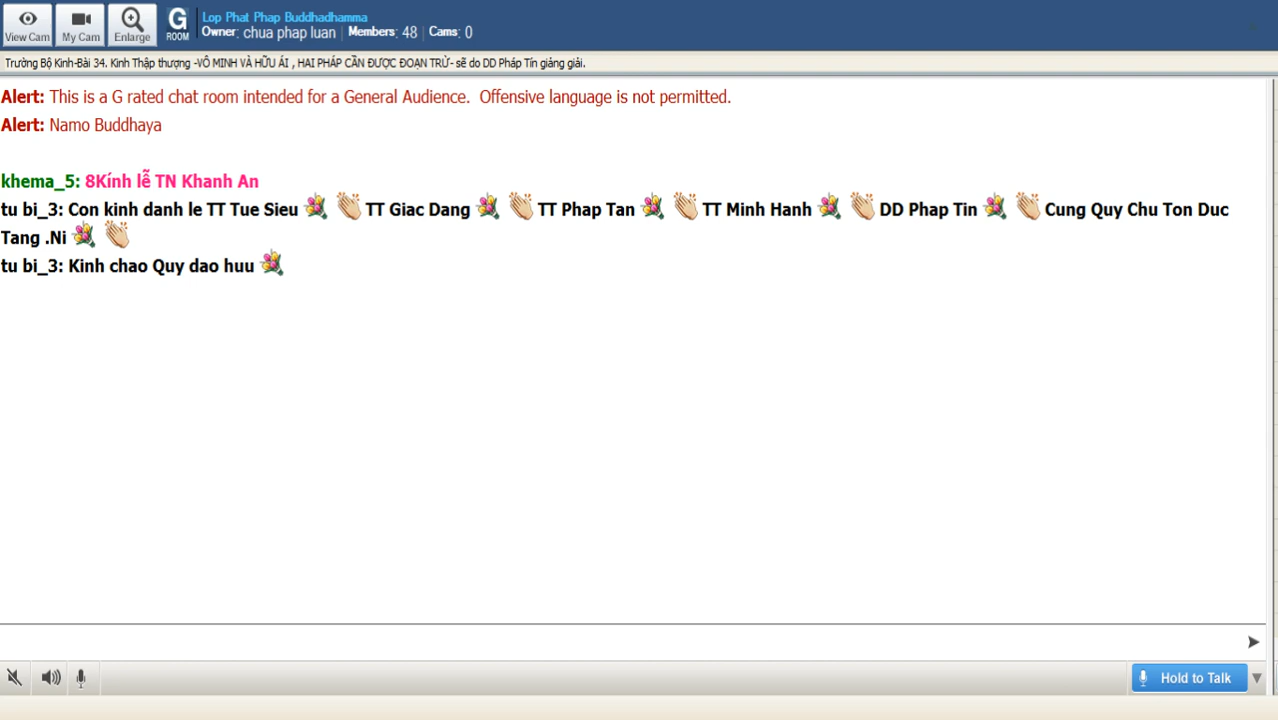 View Cam
My Cam
Enlarge
G
ROOM
Lop Phat Phap Buddhadhamma
Owner: chua phap luan | Members: 48 | Cams: 0
Trường Bộ Kinh-Bài 34. Kinh Thập thượng -VÔ MINH VÀ HỮU ÁI , HAI PHÁP CẦN ĐƯỢC ĐOẠN TRỪ- sẽ do DD Pháp Tín giảng giải.
Alert: This is a G rated chat room intended for a General Audience.  Offensive language is not permitted.
Alert: Namo Buddhaya
khema_5: 8Kính lễ TN Khanh An
tu bi_3: Con kinh danh le TT Tue Sieu TT Giac Dang TT Phap Tan TT Minh Hanh DD Phap Tin Cung Quy Chu Ton Duc
Tang .Ni
tu bi_3: Kinh chao Quy dao huu
Hold to Talk